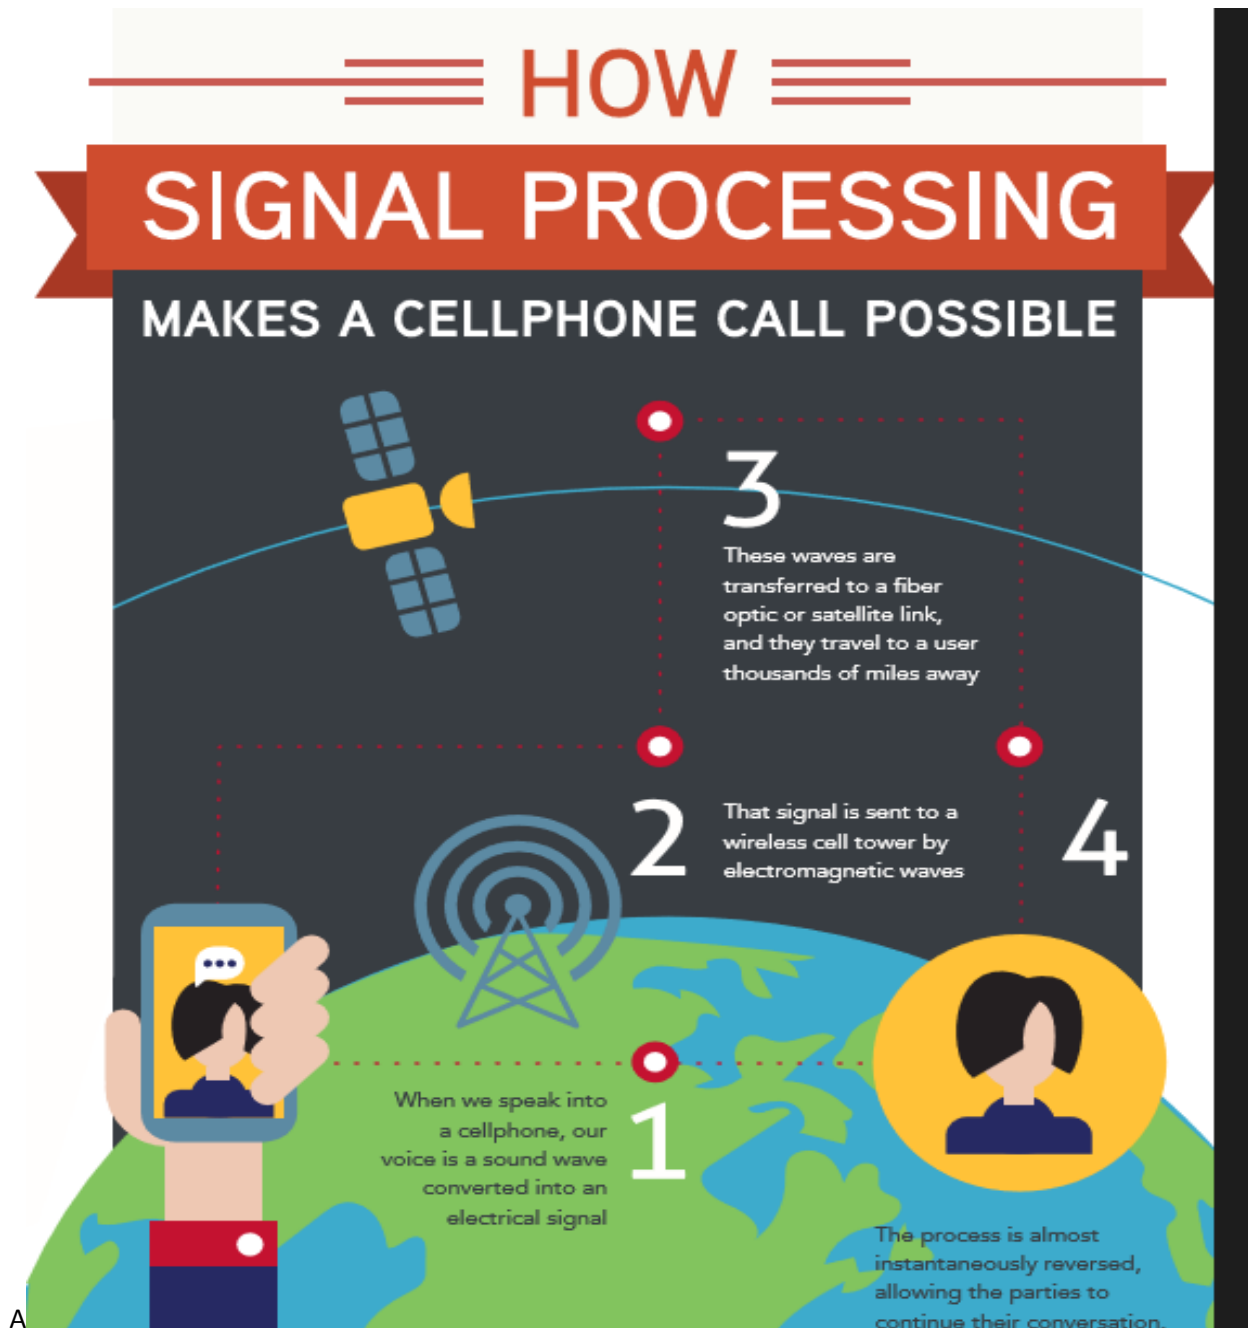 HOW
SIGNAL PROCESSING
MAKES A CELLPHONE CALL POSSIBLE
3
These waves are
transferred to a fiber
optic or satellite link,
and they travel to a user
thousands of miles away
2
That signal is sent to a
wireless cell tower by
electromagnetic waves
4
1
When we speak into
a cellphone, our
voice is a sound wave
converted into an
electrical signal
The process is almost
instantaneously reversed,
allowing the parties to
continue their conversation.
A